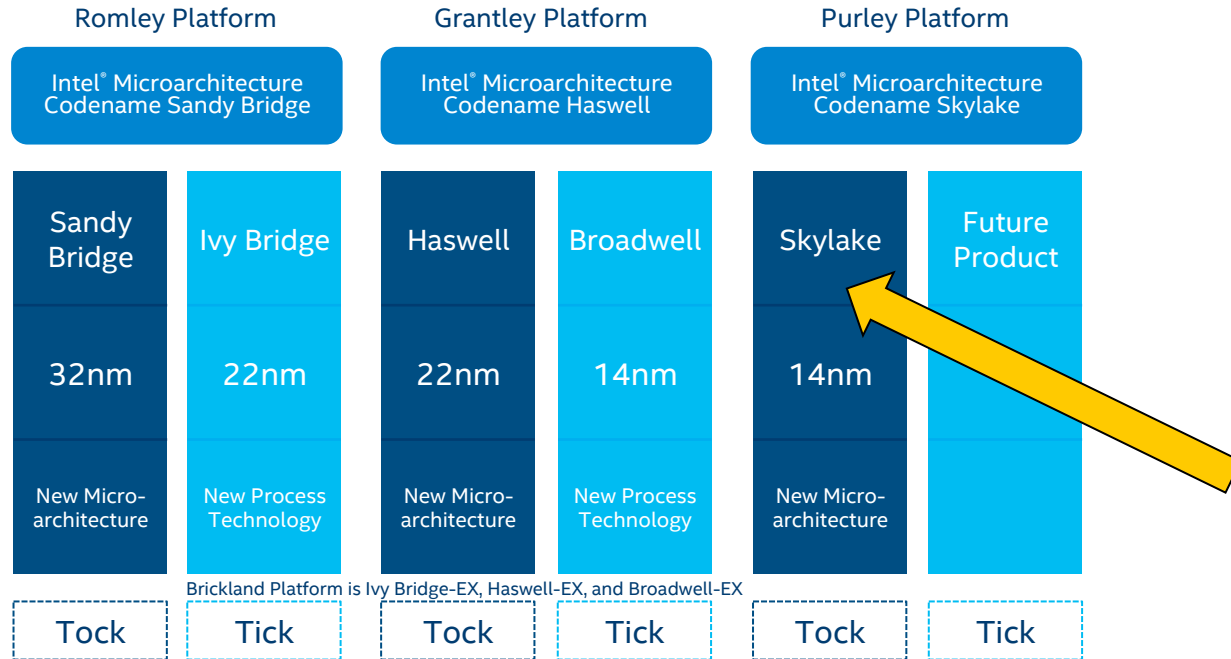 Romley Platform
Grantley Platform
Purley Platform
Intel® Microarchitecture
Codename Sandy Bridge
Intel® Microarchitecture
Codename Haswell
Intel® Microarchitecture
Codename Skylake
Sandy
Bridge
Ivy Bridge
Haswell
Broadwell
Skylake
Future
Product
32nm
22nm
22nm
14nm
14nm
New Micro-
architecture
New Process
Technology
New Micro-
architecture
New Process
Technology
New Micro-
architecture
Brickland Platform is Ivy Bridge-EX, Haswell-EX, and Broadwell-EX
Tock
Tick
Tock
Tick
Tock
Tick